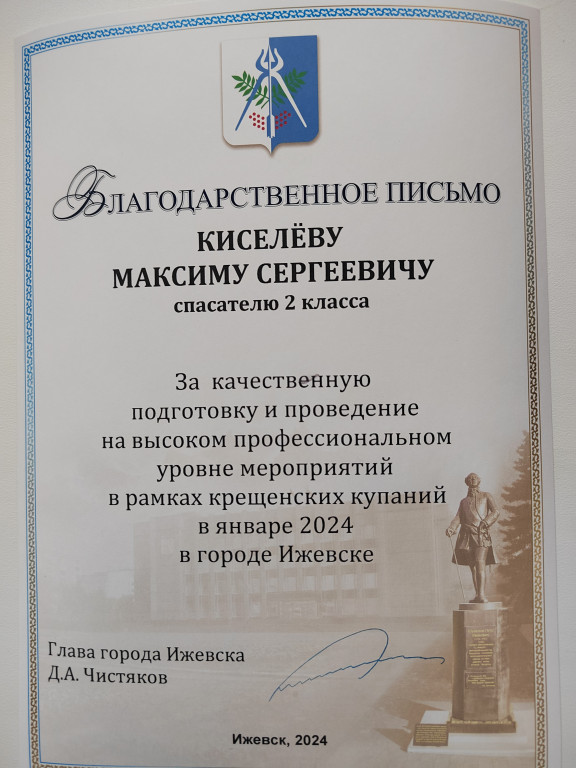 Благодарственное письмо
КИСЕЛЁВУ
МАКСИМУ СЕРГЕЕВИЧУ
спасателю 2 класса
За качественную
подготовку и проведение
на высоком профессиональном
уровне мероприятий
в рамках крещенских купаний
в январе 2024
в городе Ижевске
Глава города Ижевска
Д.А. Чистяков
Ижевск, 2024